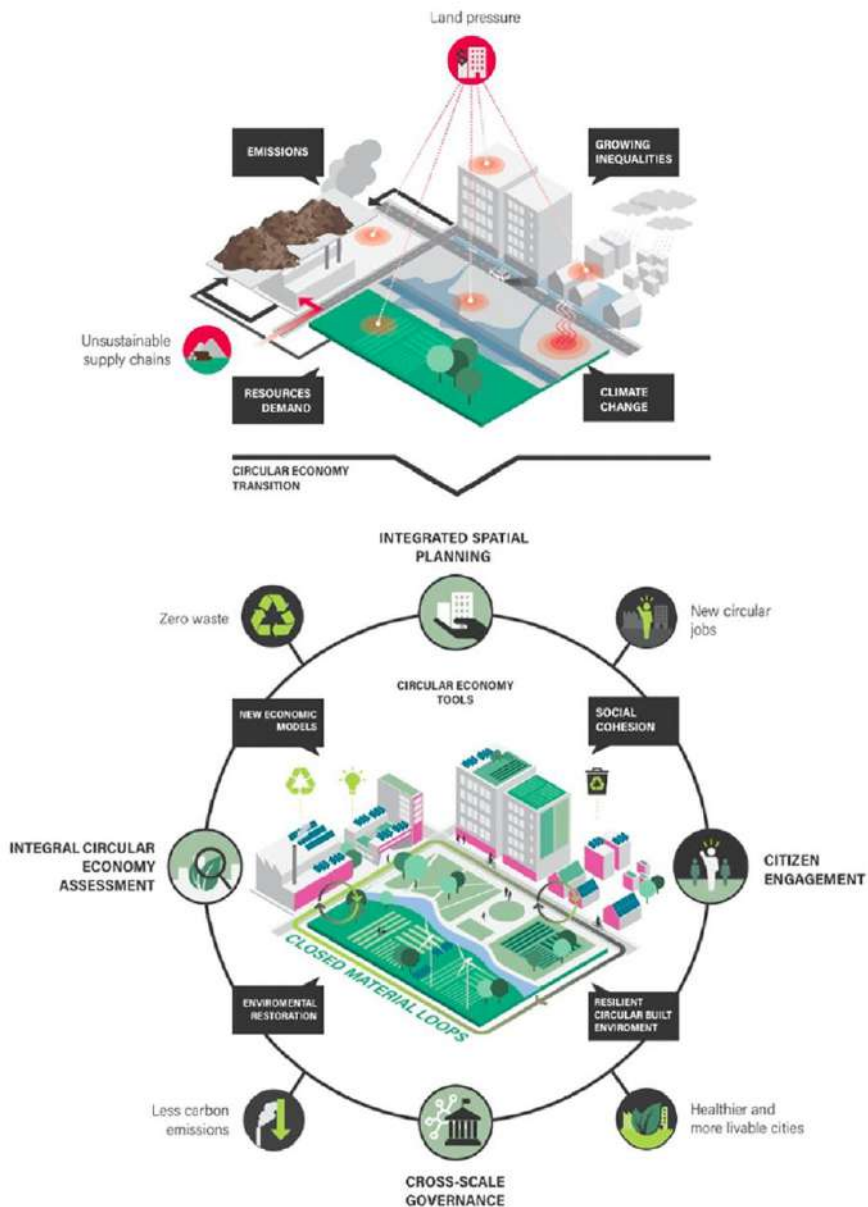 Land pressure
EMISSIONS
GROWING
INEQUALITIES
Unsustainable
supply chains
RESOURCES
DEMAND
CLIMATE
CHANGE
CIRCULAR ECONOMY
TRANSITION
INTEGRATED SPATIAL
PLANNING
Zero waste
New circular
jobs
CIRCULAR ECONOMY
TOOLS
NEW ECONOMIC
MODELS
SOCIAL
COHESION
INTEGRAL CIRCULAR
ECONOMY
ASSESSMENT
CITIZEN
ENGAGEMENT
CLOSED MATERIAL LOOPS
ENVIROMENTAL
RESTORATION
RESILIENT
CIRCULAR BUILT
ENVIROMENT
Less carbon
emissions
Healthier and
more livable cities
CROSS-SCALE
GOVERNANCE